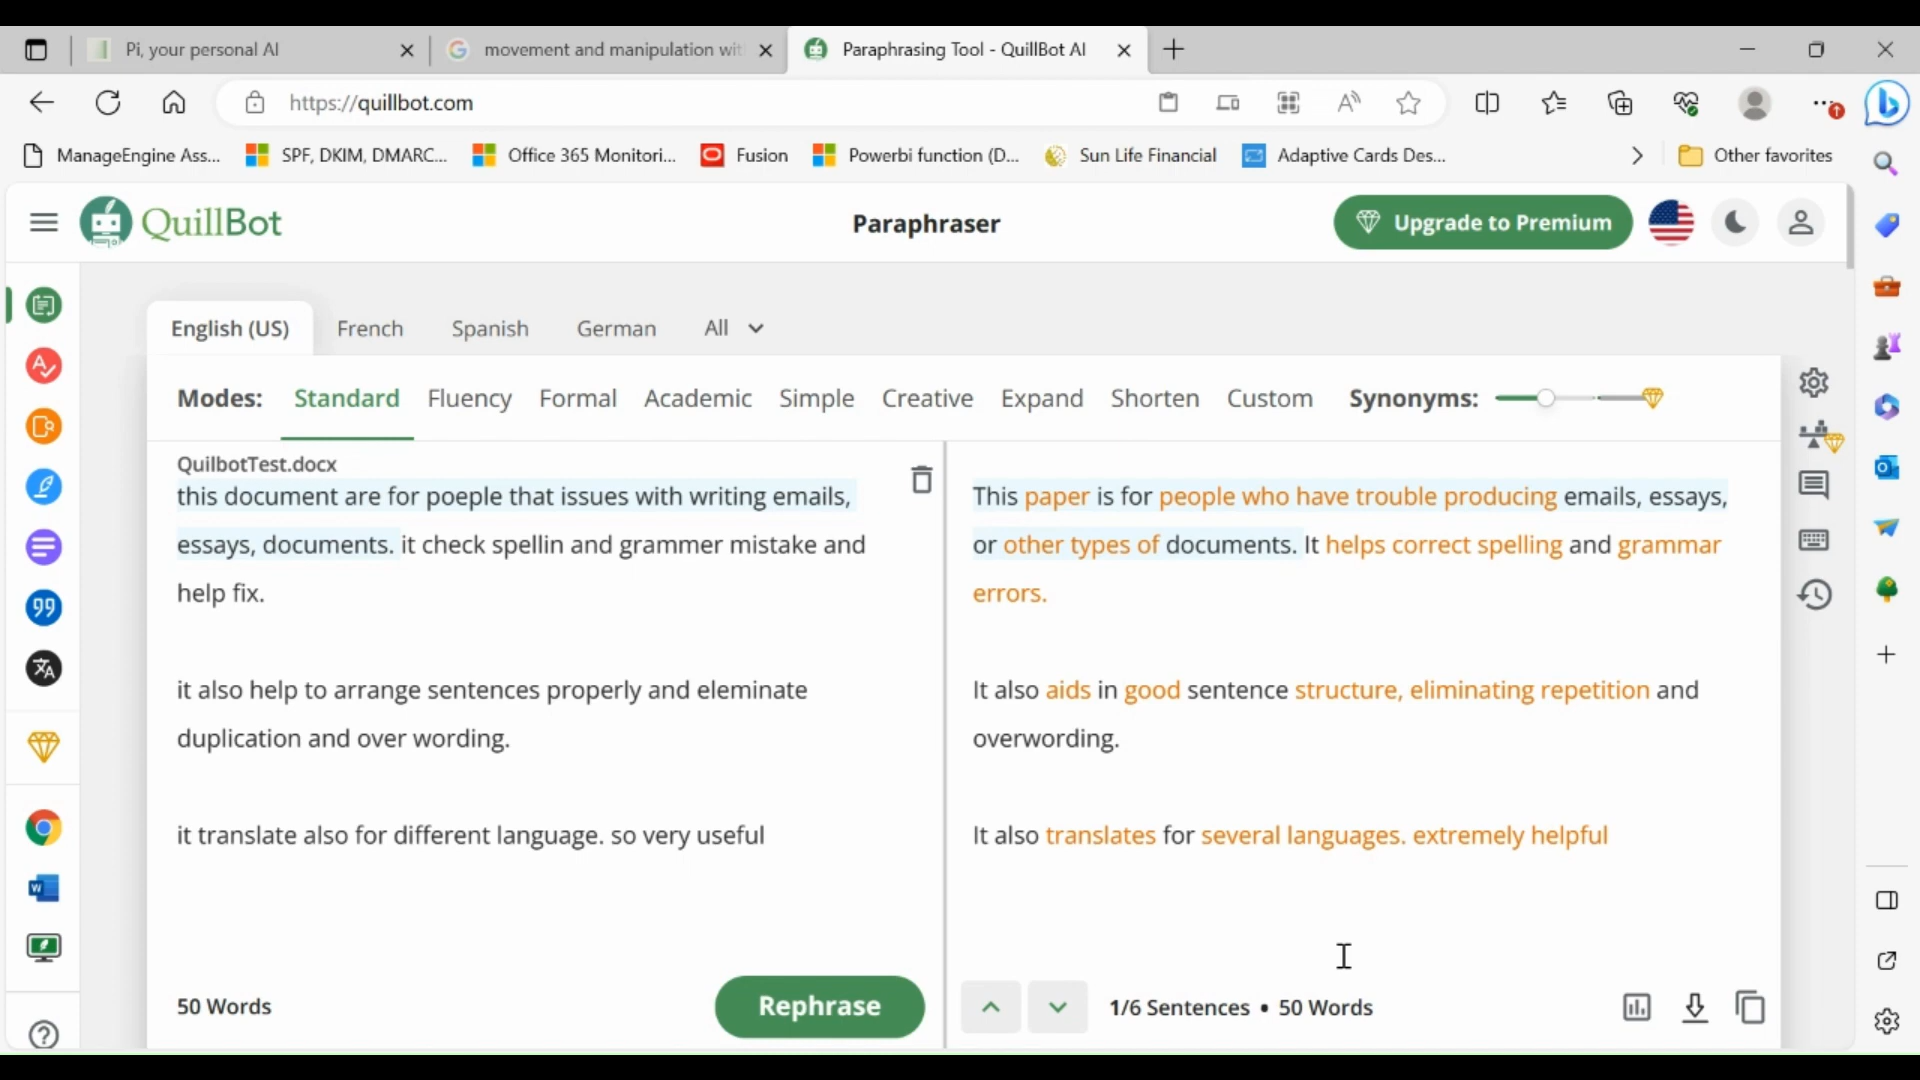 Pi, your personal AI
movement and manipulation wit
Paraphrasing Tool - QuillBot AI
https://quillbot.com
ManageEngine Ass...
SPF, DKIM, DMARC...
Office 365 Monitori...
Fusion
Powerbi function (D...
Sun Life Financial
Adaptive Cards Des...
Other favorites
QuillBot
Paraphraser
Upgrade to Premium
English (US)
French
Spanish
German
All
Modes:
Standard
Fluency
Formal
Academic
Simple
Creative
Expand
Shorten
Custom
Synonyms:
QuilbotTest.docx
this document are for poeple that issues with writing emails,
essays, documents. it check spellin and grammer mistake and
help fix.
it also help to arrange sentences properly and eleminate
duplication and over wording.
it translate also for different language. so very useful
50 Words
Rephrase
This paper is for people who have trouble producing emails, essays,
or other types of documents. It helps correct spelling and grammar
errors.
It also aids in good sentence structure, eliminating repetition and
overwording.
It also translates for several languages. extremely helpful
1/6 Sentences • 50 Words